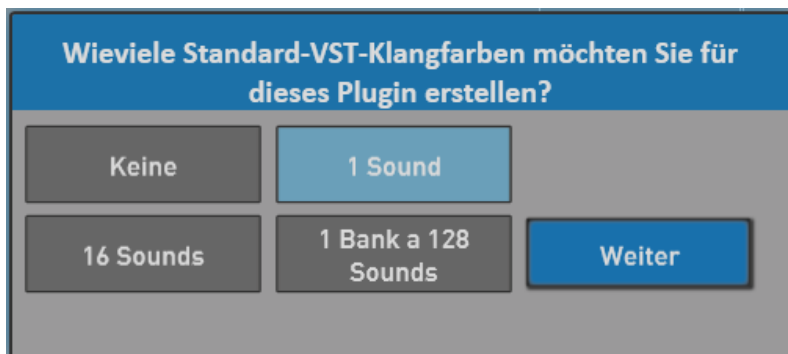 Wieviele Standard-VST-Klangfarben möchten Sie für
dieses Plugin erstellen?
Keine
1 Sound
16 Sounds
1 Bank a 128
Sounds
Weiter